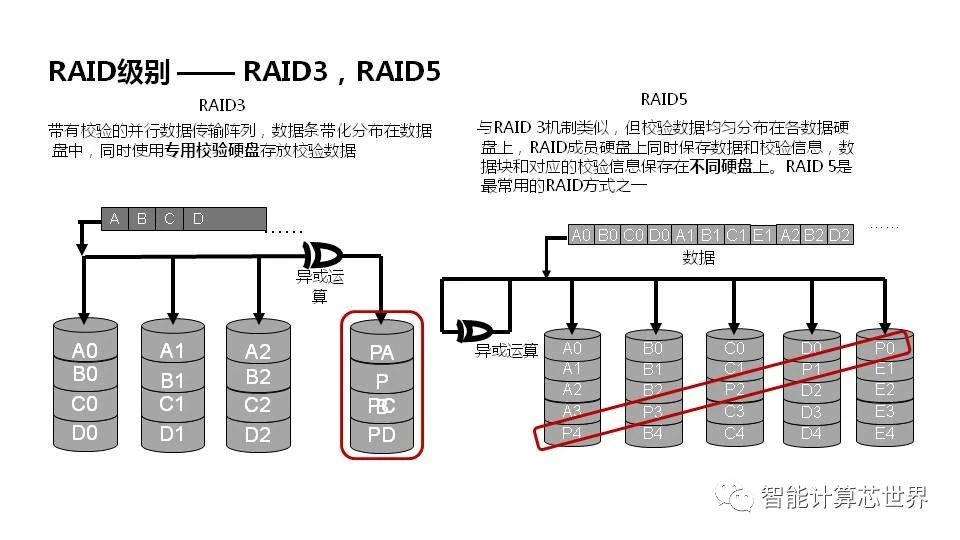 RAID级别 —— RAID3，RAID5
RAID3
带有校验的并行数据传输阵列，数据条带化分布在数据
盘中，同时使用专用校验硬盘存放校验数据
A B C D
……
异或运
算
A0 A1 A2 PA
B0 B1 B2 P
B
C0 C1 C2 PC
D0 D1 D2 PD
RAID5
与RAID 3机制类似，但校验数据均匀分布在各数据硬
盘上，RAID成员硬盘上同时保存数据和校验信息，数
据块和对应的校验信息保存在不同硬盘上。RAID 5是
最常用的RAID方式之一
A0 B0 C0 D0 A1 B1 C1 E1 A2 B2 D2
……
数据
异或运算
A0 B0 C0 D0 P0
A1 B1 C1 P1 E1
A2 B2 P2 D2 E2
A3 P3 C3 D3 E3
P4 B4 C4 D4 E4
智能计算芯世界